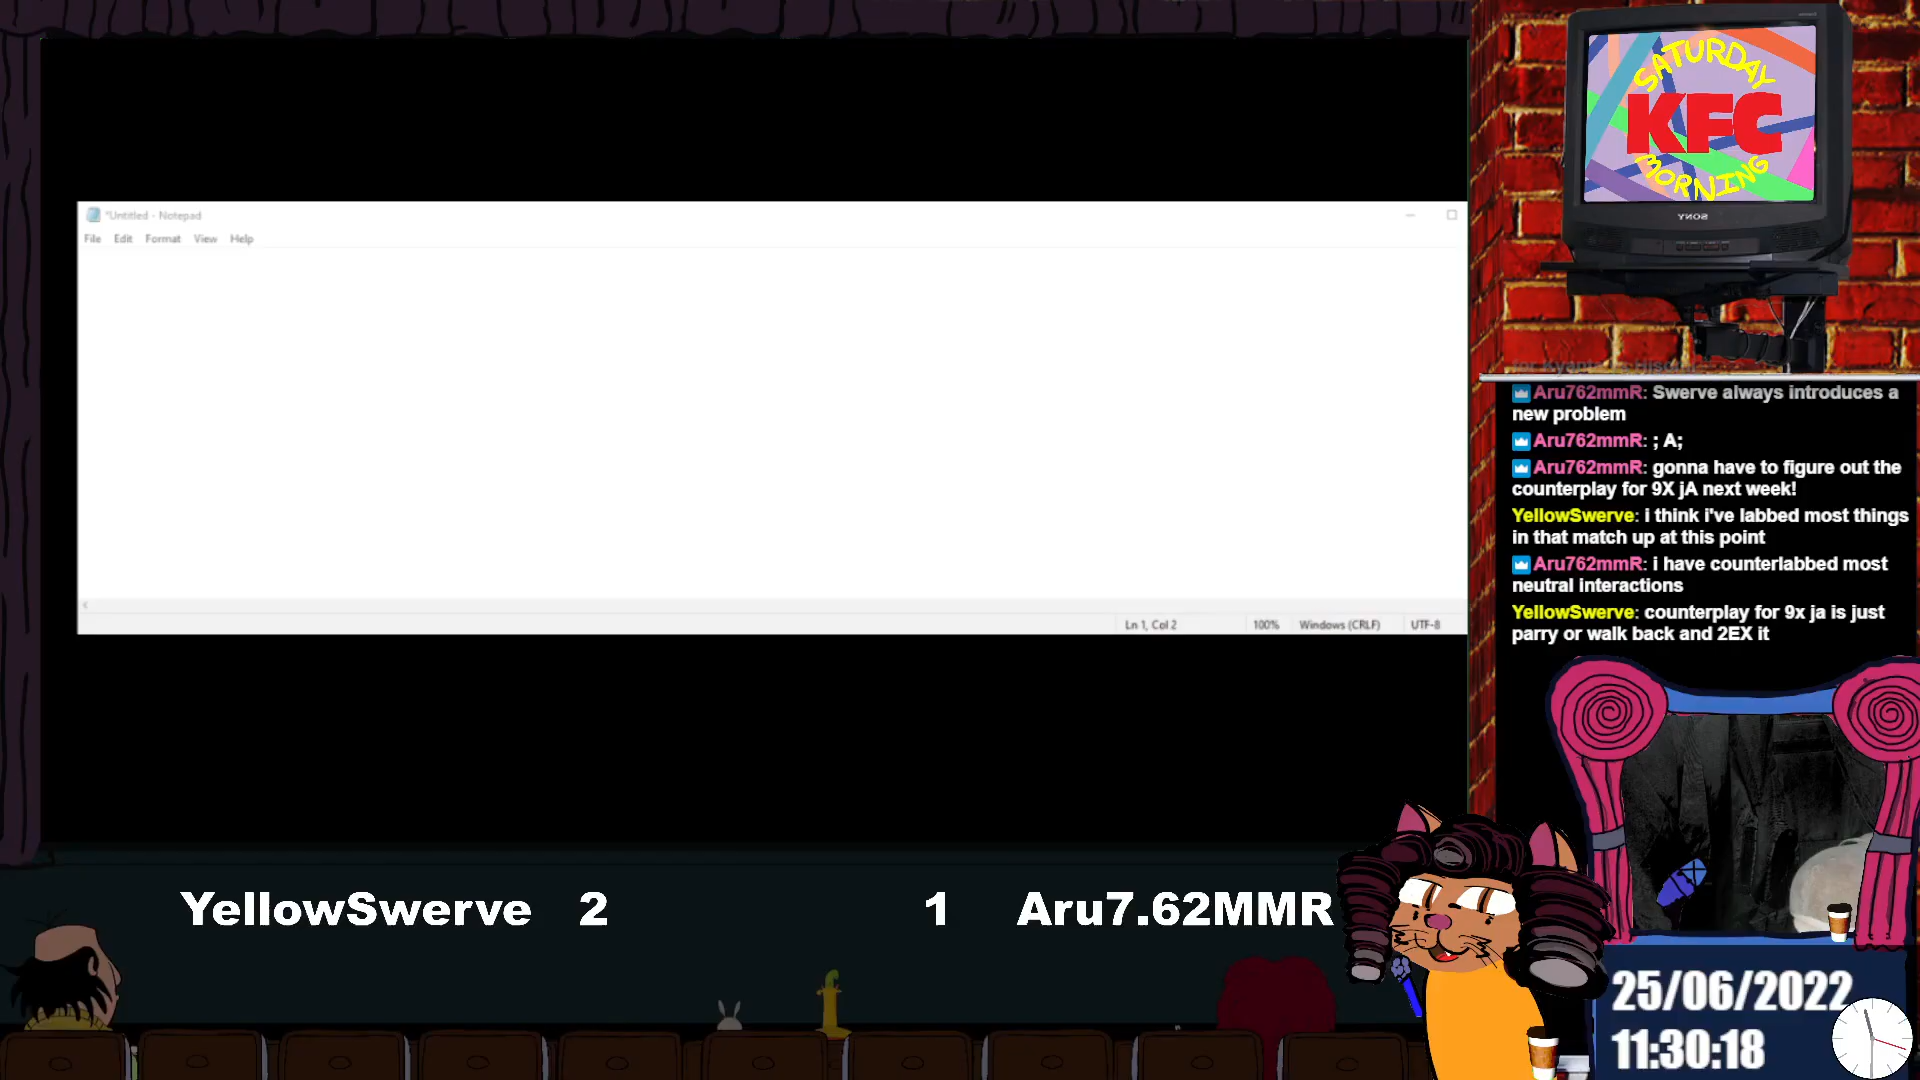 *Untitled - Notepad
File Edit Format View Help
Ln 1, Col 2 100% Windows (CRLF) UTF-8
SATURDAY
KFC
MORNING
SONY
Aru762mmR: Swerve always introduces a
new problem
Aru762mmR: ; A;
Aru762mmR: gonna have to figure out the
counterplay for 9X jA next week!
YellowSwerve: i think i've labbed most things
in that match up at this point
Aru762mmR: i have counterlabbed most
neutral interactions
YellowSwerve: counterplay for 9x ja is just
parry or walk back and 2EX it
YellowSwerve 2 1 Aru7.62MMR
25/06/2022
11:30:18